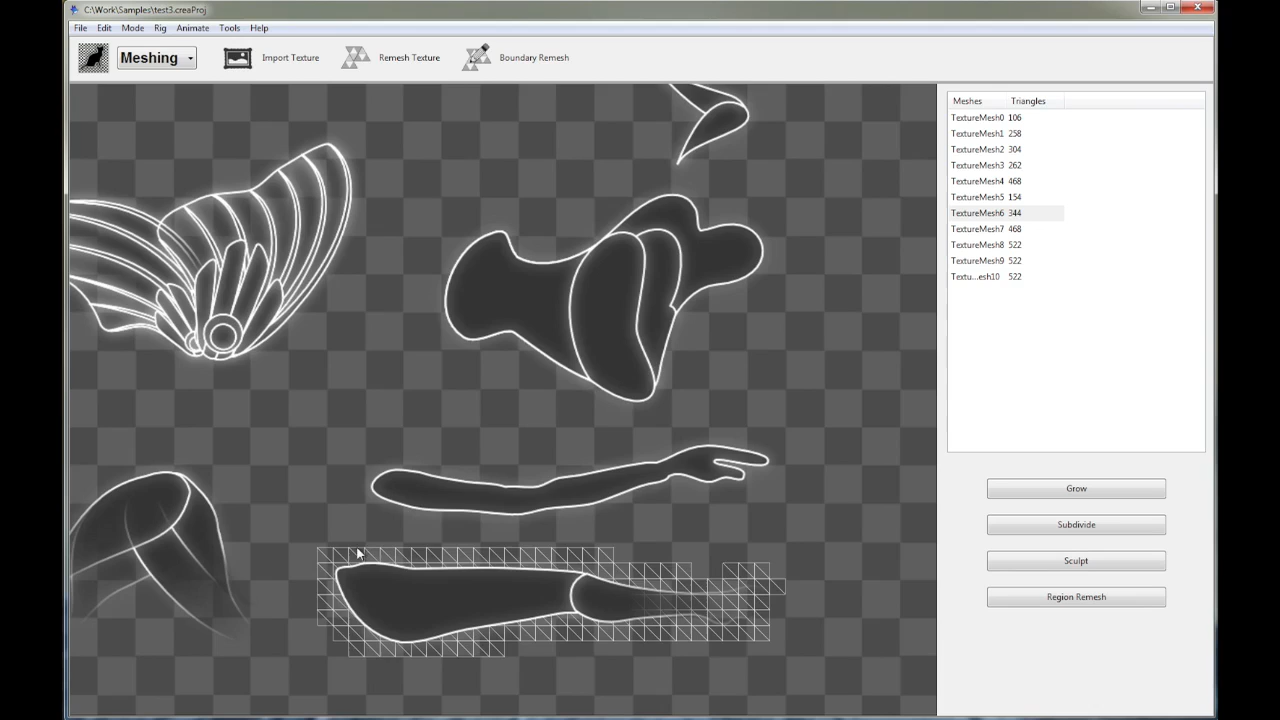 C:\Work\Samples\test3.creaProj
File Edit Mode Rig Animate Tools Help
Meshing Import Texture Remesh Texture Boundary Remesh
Meshes Triangles
TextureMesh0 106
TextureMesh1 258
TextureMesh2 304
TextureMesh3 262
TextureMesh4 468
TextureMesh5 154
TextureMesh6 344
TextureMesh7 468
TextureMesh8 522
TextureMesh9 522
Textu...esh10 522
Grow
Subdivide
Sculpt
Region Remesh